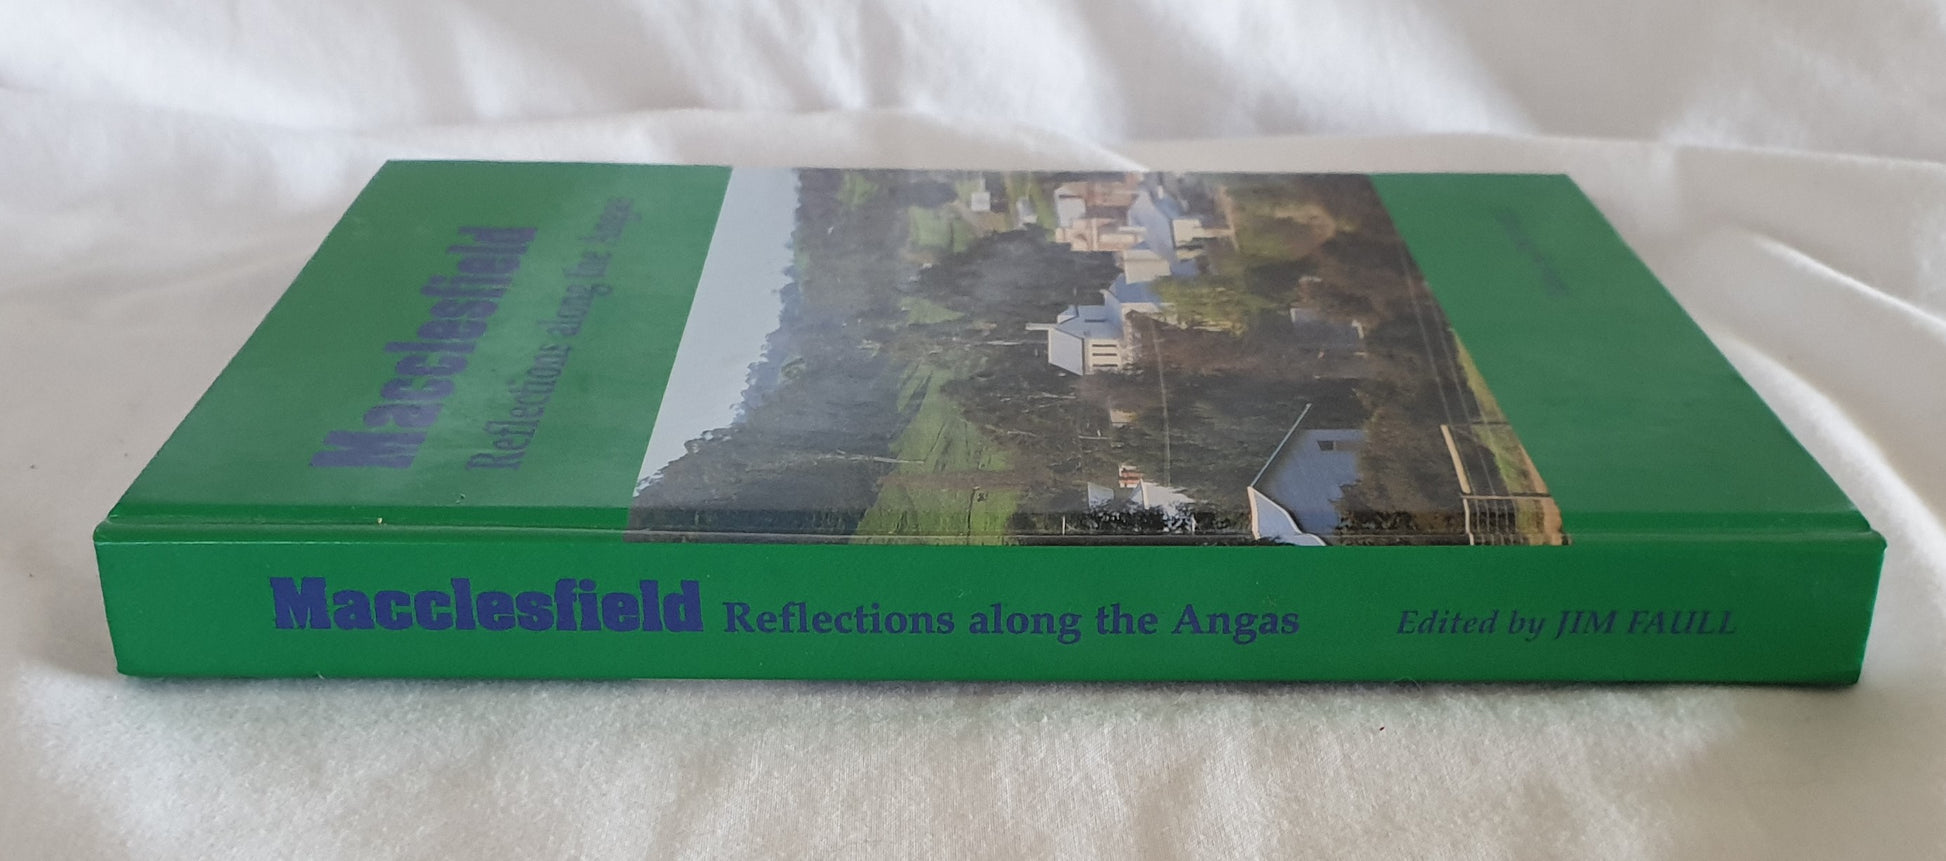 Macclesfield
Reflections along the Angas
Macclesfield Reflections along the Angas Edited by JIM FAULL